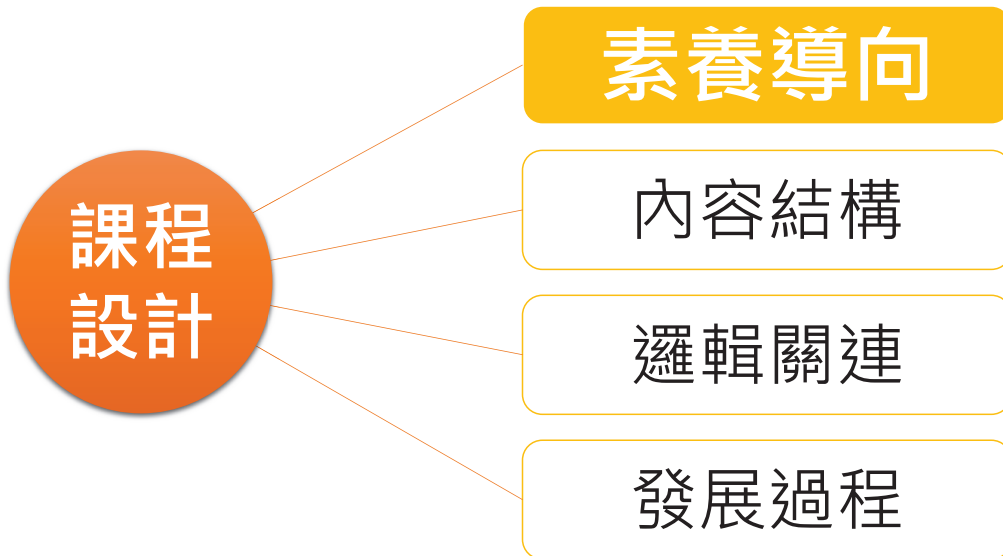 課程
設計
素養導向
內容結構
邏輯關連
發展過程